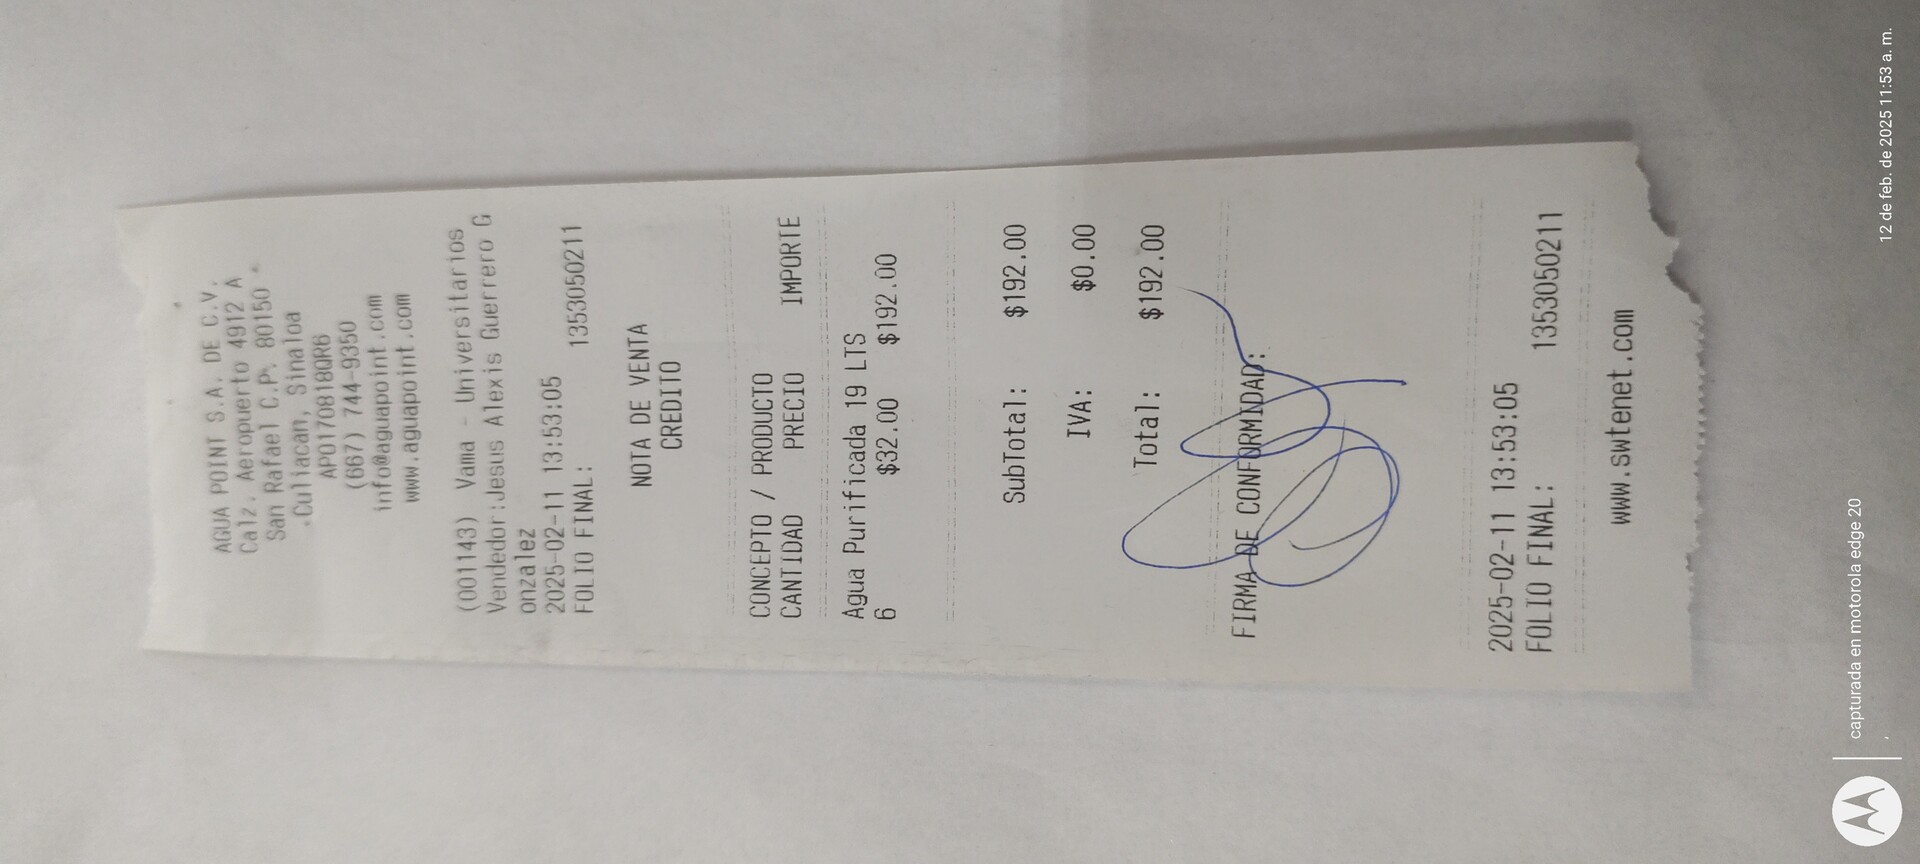 AGUA POINT S.A. DE C.V.
Calz. Aeropuerto 4912 A
San Rafael C.P. 80150
Culiacan, Sinaloa
APO170818QR6
(667) 744-9350
info@aguapoint.com
www.aguapoint.com
(001143) Vana - Universitarios
Vendedor:Jesus Alexis Guerrero G
onzalez
2025-02-11 13:53:05
FOLIO FINAL: 1353050211
NOTA DE VENTA
CREDITO
CONCEPTO / PRODUCTO
CANTIDAD PRECIO IMPORTE
Agua Purificada 19 LTS
6 $32.00 $192.00
SubTotal: $192.00
IVA: $0.00
Total: $192.00
FIRMA DE CONFORMIDAD:
2025-02-11 13:53:05
FOLIO FINAL: 1353050211
www.swtenet.com
capturada en motorola edge 20
12 de feb. de 2025 11:53 a. m.